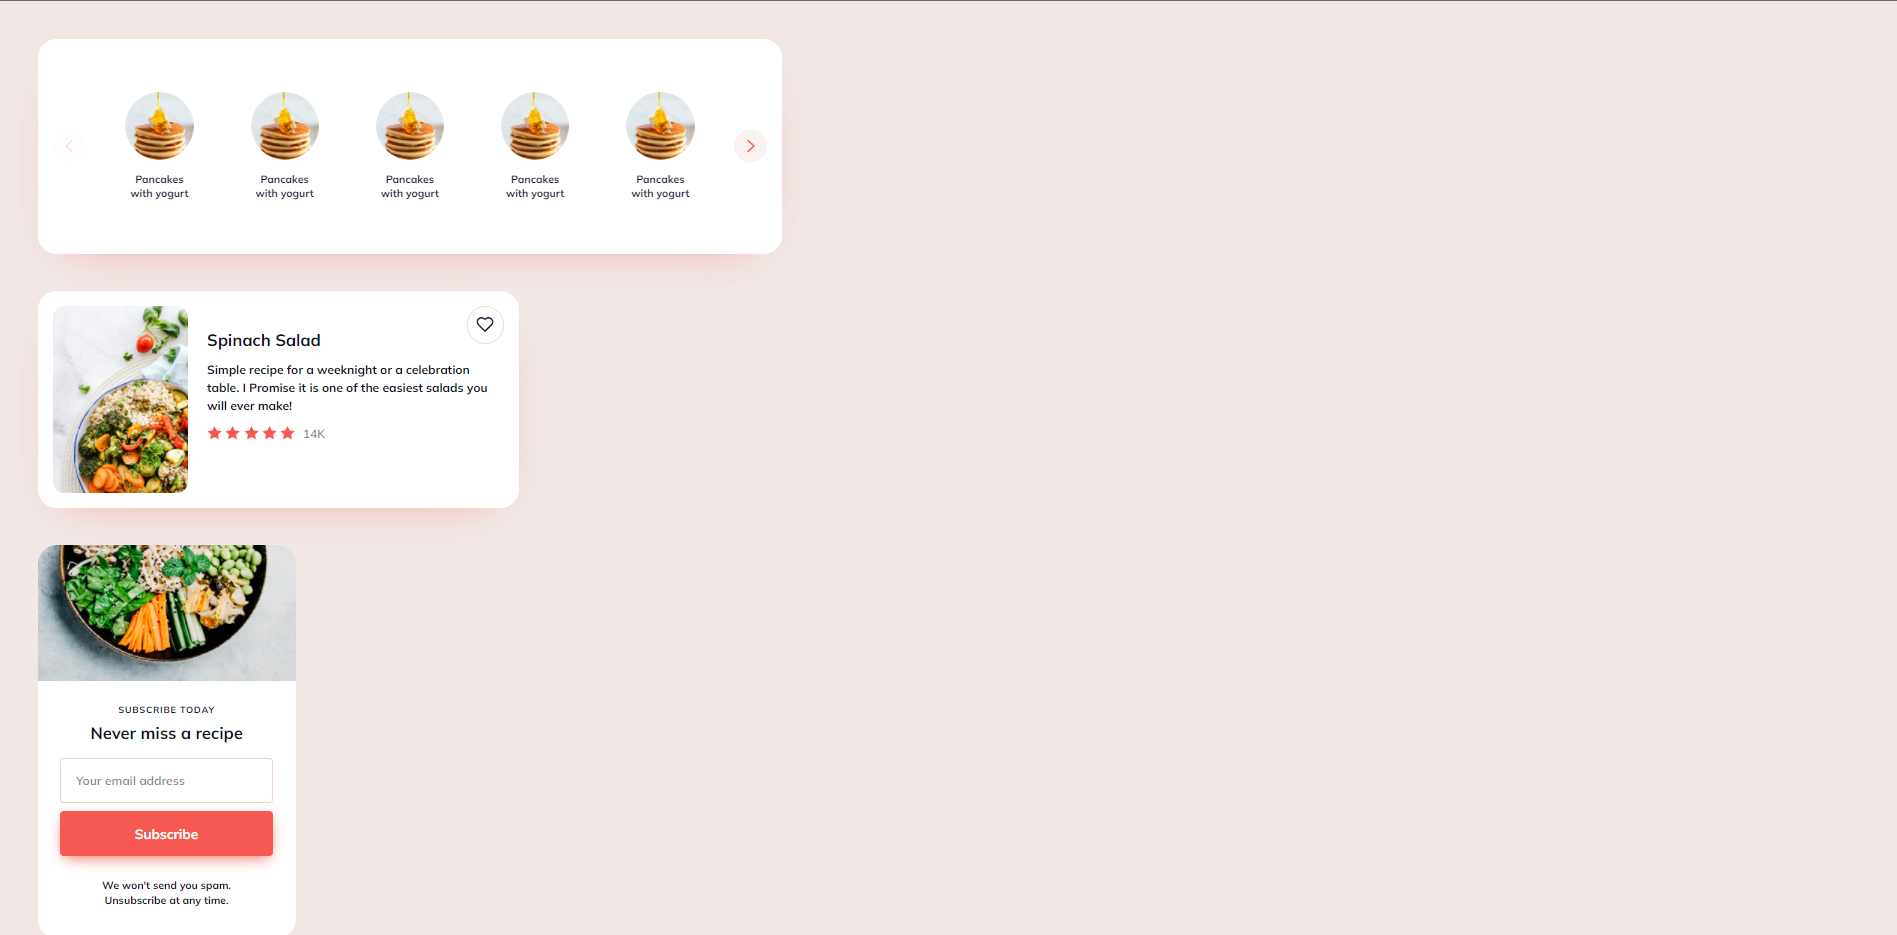 Pancakes
with yogurt
Pancakes
with yogurt
Pancakes
with yogurt
Pancakes
with yogurt
Pancakes
with yogurt
Spinach Salad
Simple recipe for a weeknight or a celebration
table. I Promise it is one of the easiest salads you
will ever make!
14K
SUBSCRIBE TODAY
Never miss a recipe
Your email address
Subscribe
We won't send you spam.
Unsubscribe at any time.